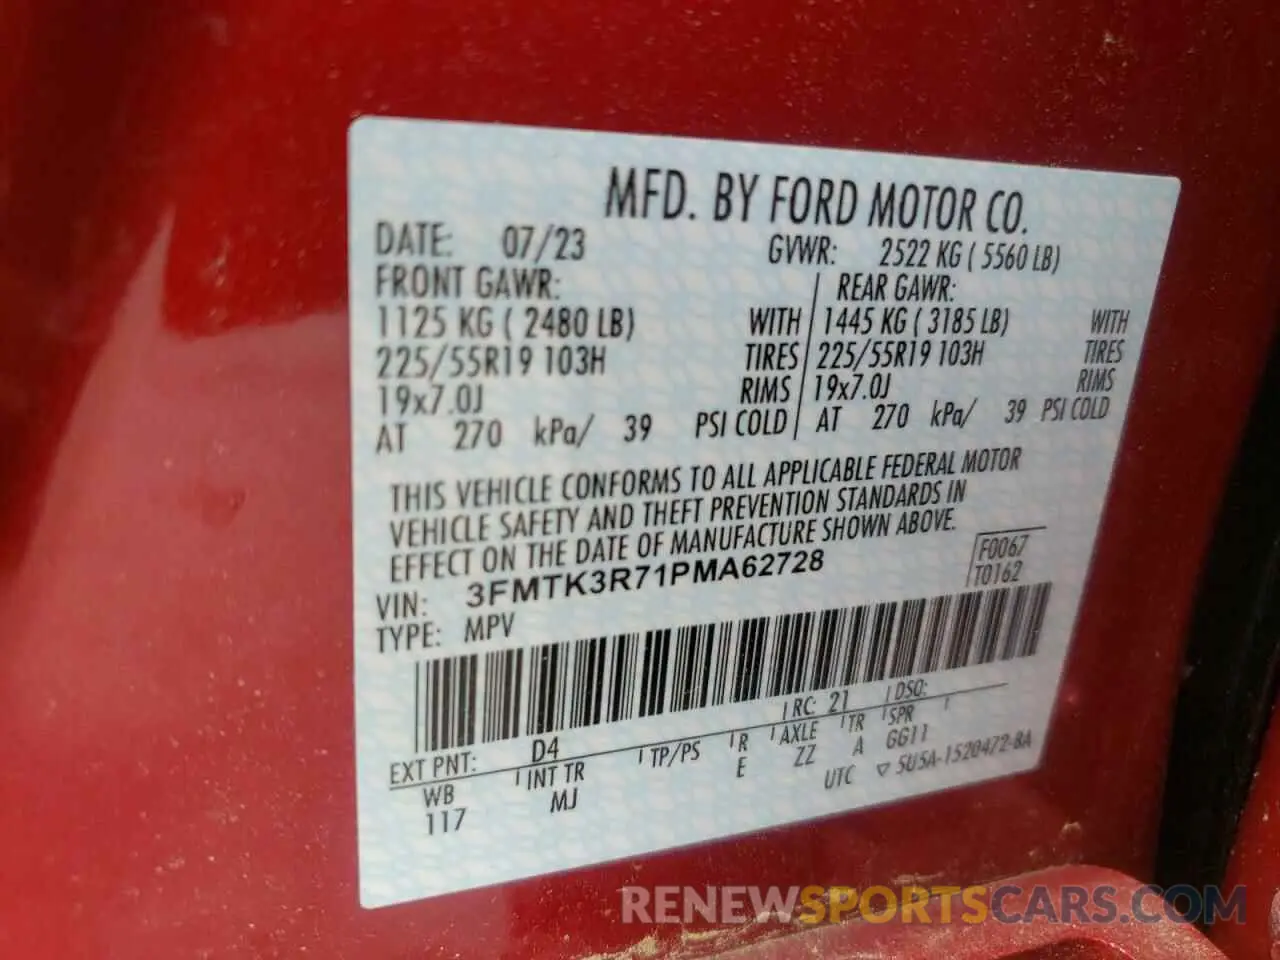 MFD. BY FORD MOTOR CO.
DATE: 07/23 GVWR: 2522 KG ( 5560 LB)
FRONT GAWR: REAR GAWR:
1125 KG ( 2480 LB) WITH 1445 KG ( 3185 LB) WITH
225/55R19 103H TIRES 225/55R19 103H TIRES
19x7.0J RIMS 19x7.0J RIMS
AT 270 kPa/ 39 PSI COLD AT 270 kPa/ 39 PSI COLD
THIS VEHICLE CONFORMS TO ALL APPLICABLE FEDERAL MOTOR
VEHICLE SAFETY AND THEFT PREVENTION STANDARDS IN
EFFECT ON THE DATE OF MANUFACTURE SHOWN ABOVE.
VIN: 3FMTK3R71PMA62728 F0067
TYPE: MPV T0162
EXT PNT: D4 RC: 21 DSO:
WB INT TR TP/PS R AXLE TR SPR
117 MJ E ZZ A GG11
UTC ▽ 5U5A-1520472-BA
RENEWSPORTSCARS.COM